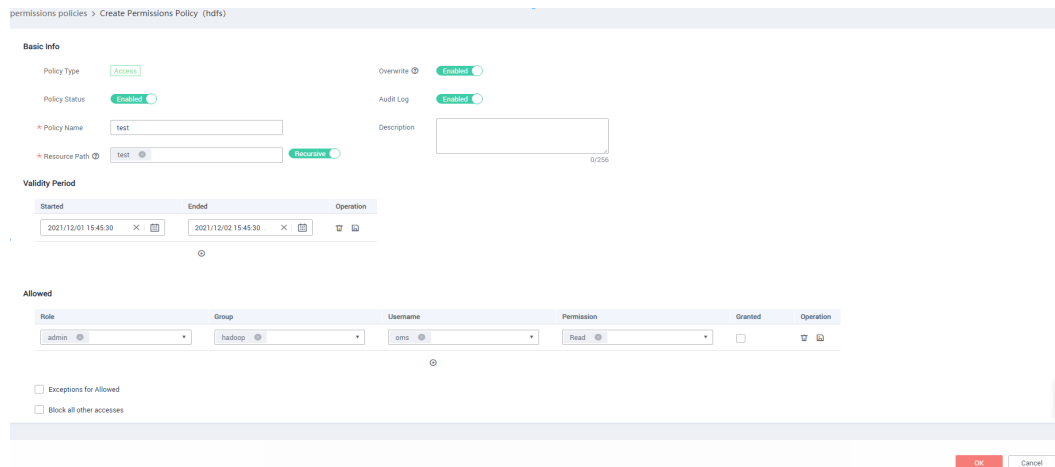 permissions policies > Create Permissions Policy (hdfs)
Basic Info
Policy Type Access Overwrite Enabled
Policy Status Enabled Audit Log Enabled
* Policy Name test Description
* Resource Path test Recursive
0/256
Validity Period
Started Ended Operation
2021/12/01 15:45:30 2021/12/02 15:45:30
Allowed
Role Group Username Permission Granted Operation
admin hadoop oms Read
Exceptions for Allowed
Block all other accesses
OK Cancel